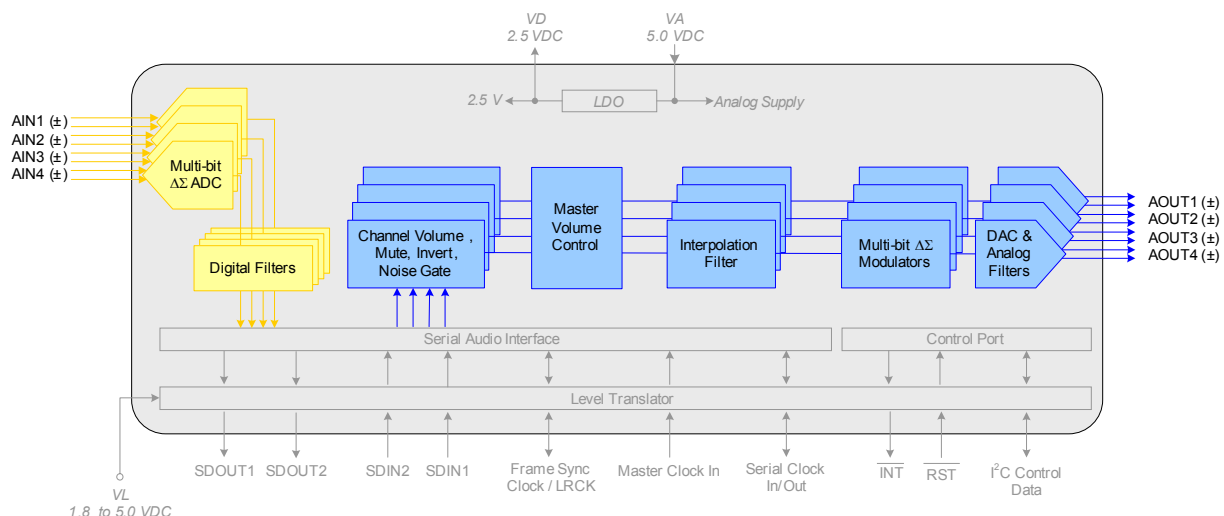 VD
2.5 VDC
VA
5.0 VDC
2.5 V
LDO
Analog Supply
AIN1 (±)
AIN2 (±)
AIN3 (±)
AIN4 (±)
Multi-bit
ΔΣ ADC
Digital Filters
Channel Volume ,
Mute, Invert,
Noise Gate
Master
Volume
Control
Interpolation
Filter
Multi-bit ΔΣ
Modulators
DAC &
Analog
Filters
AOUT1 (±)
AOUT2 (±)
AOUT3 (±)
AOUT4 (±)
Serial Audio Interface
Control Port
Level Translator
SDOUT1
SDOUT2
SDIN2
SDIN1
Frame Sync
Clock / LRCK
Master Clock In
Serial Clock
In/Out
INT
RST
I²C Control
Data
VL
1.8 to 5.0 VDC